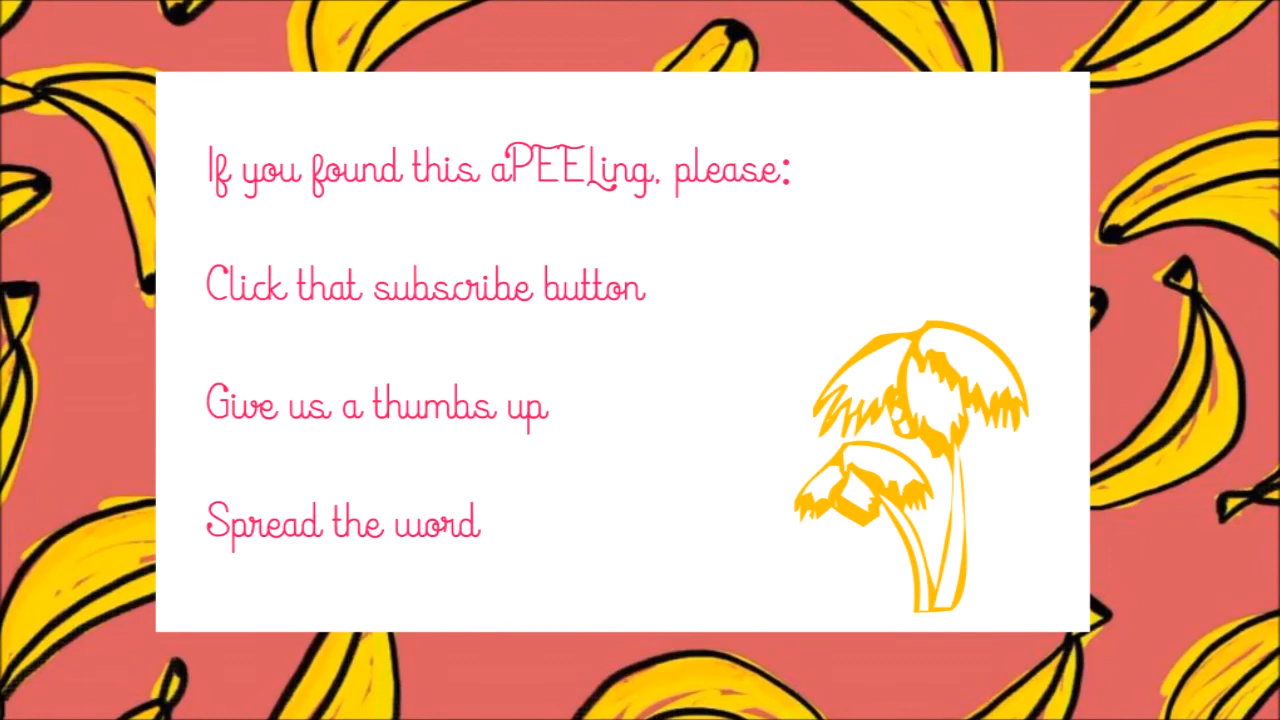 If you found this aPEELing, please:
Click that subscribe button
Give us a thumbs up
Spread the word